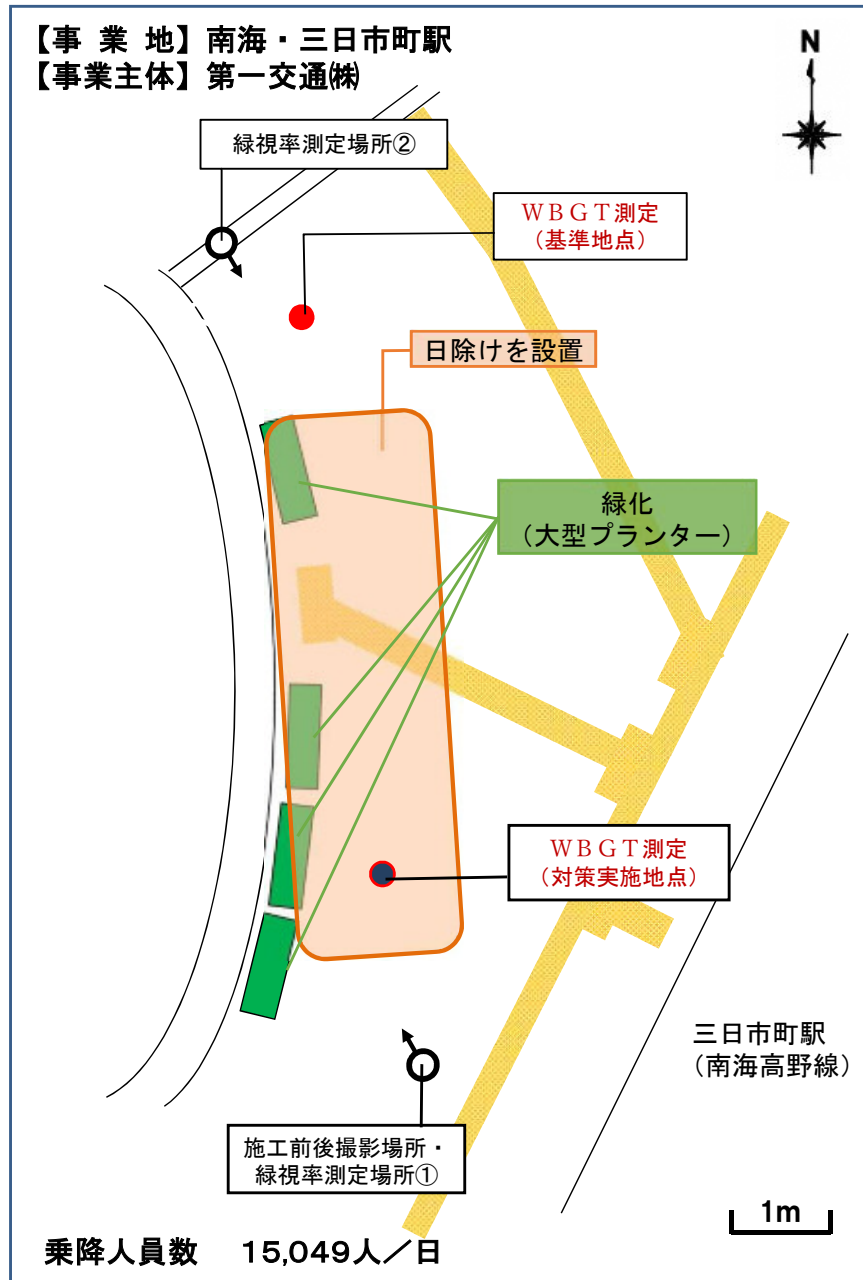 【事 業 地】南海・三日市町駅
【事業主体】第一交通㈱
N
緑視率測定場所②
ＷＢＧＴ測定
（基準地点）
日除けを設置
緑化
（大型プランター）
ＷＢＧＴ測定
（対策実施地点）
三日市町駅
（南海高野線）
施工前後撮影場所・
緑視率測定場所①
1m
乗降人員数 15,049人／日